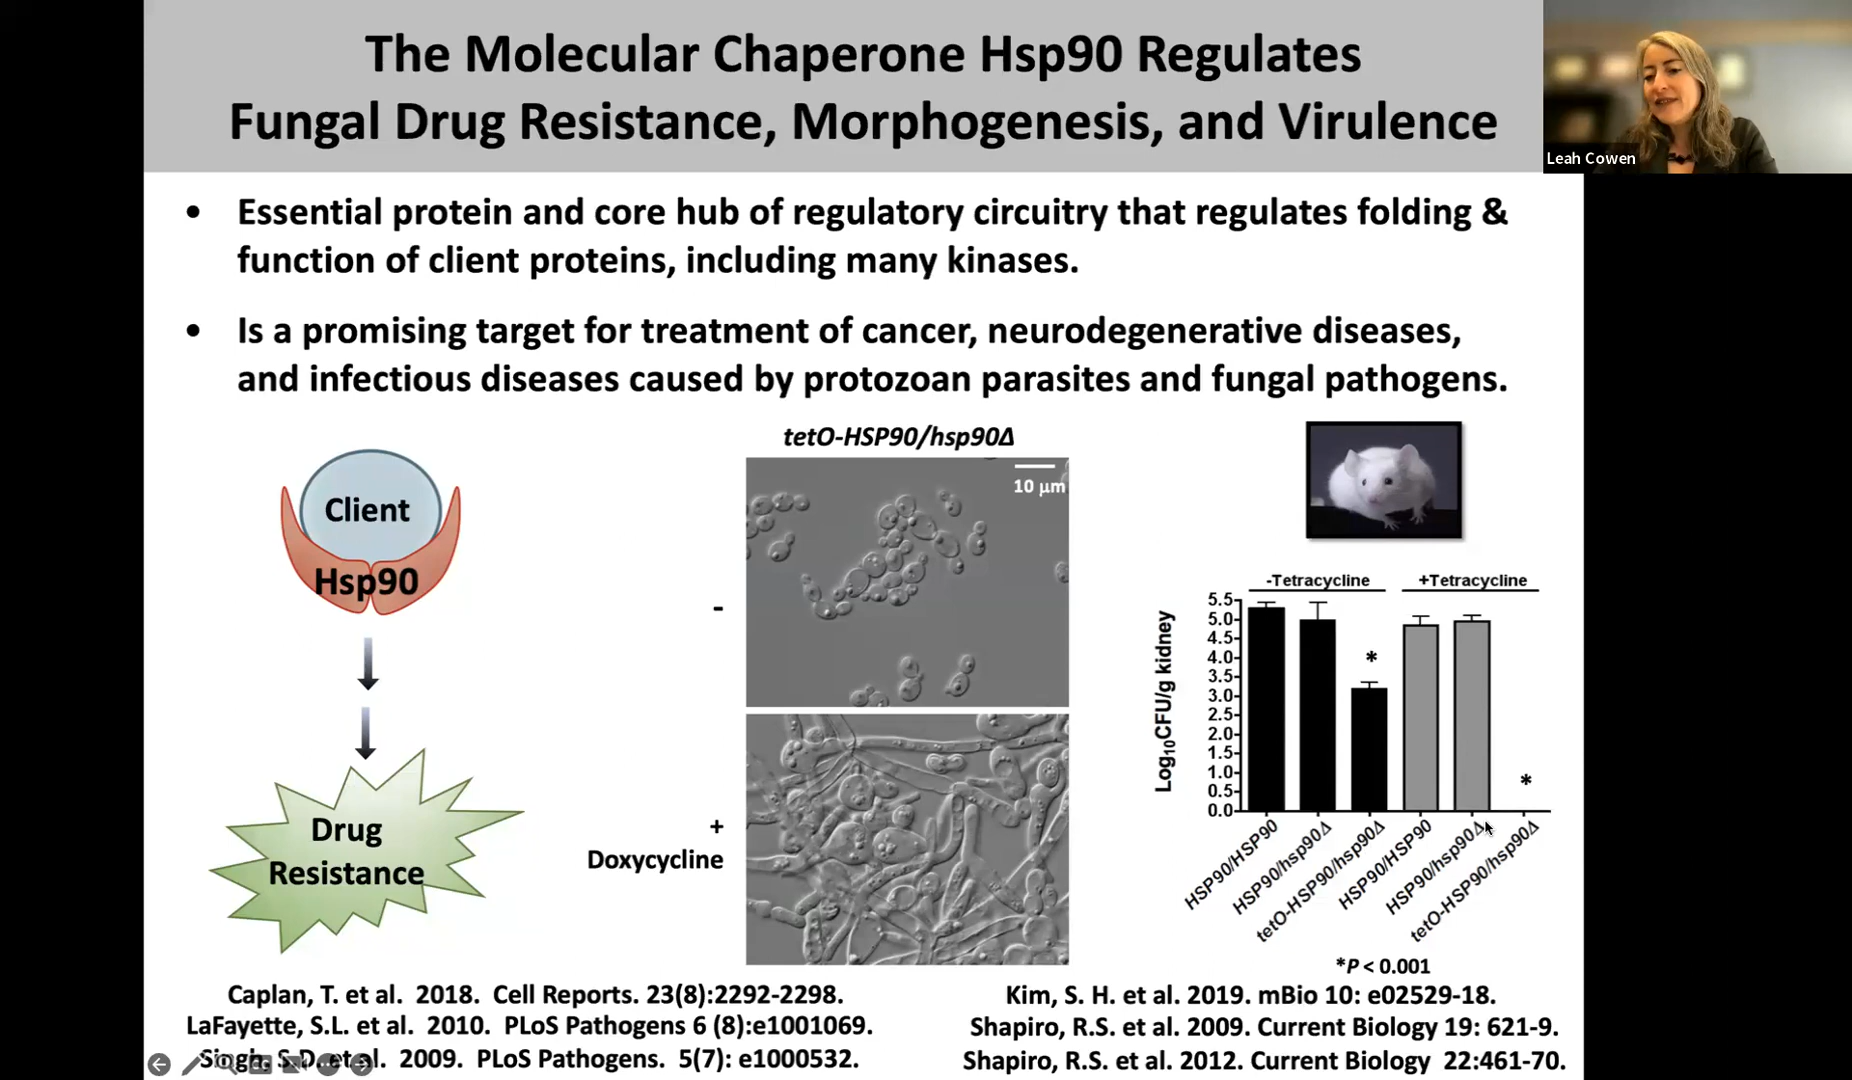 The Molecular Chaperone Hsp90 Regulates
Fungal Drug Resistance, Morphogenesis, and Virulence
Leah Cowen
• Essential protein and core hub of regulatory circuitry that regulates folding &
function of client proteins, including many kinases.
• Is a promising target for treatment of cancer, neurodegenerative diseases,
and infectious diseases caused by protozoan parasites and fungal pathogens.
Client
Hsp90
Drug
Resistance
tetO-HSP90/hsp90Δ
10 µm
-
+
Doxycycline
-Tetracycline
+Tetracycline
Log₁₀CFU/g kidney
5.5
5.0
4.5
4.0
3.5
3.0
2.5
2.0
1.5
1.0
0.5
0.0
*
*
HSP90/HSP90
HSP90/hsp90Δ
tetO-HSP90/hsp90Δ
HSP90/HSP90
HSP90/hsp90Δ
tetO-HSP90/hsp90Δ
*P < 0.001
Caplan, T. et al. 2018. Cell Reports. 23(8):2292-2298.
LaFayette, S.L. et al. 2010. PLoS Pathogens 6 (8):e1001069.
Singh, S.D. et al. 2009. PLoS Pathogens. 5(7): e1000532.
Kim, S. H. et al. 2019. mBio 10: e02529-18.
Shapiro, R.S. et al. 2009. Current Biology 19: 621-9.
Shapiro, R.S. et al. 2012. Current Biology 22:461-70.